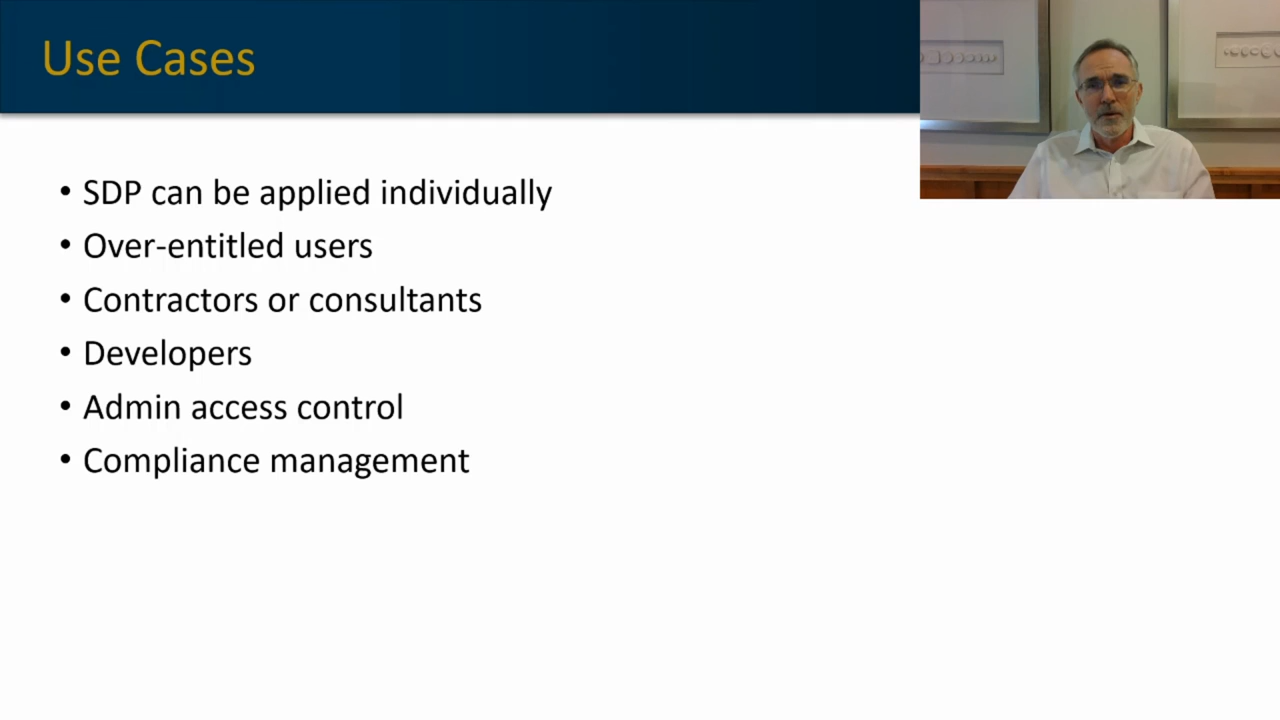 Use Cases
• SDP can be applied individually
• Over-entitled users
• Contractors or consultants
• Developers
• Admin access control
• Compliance management